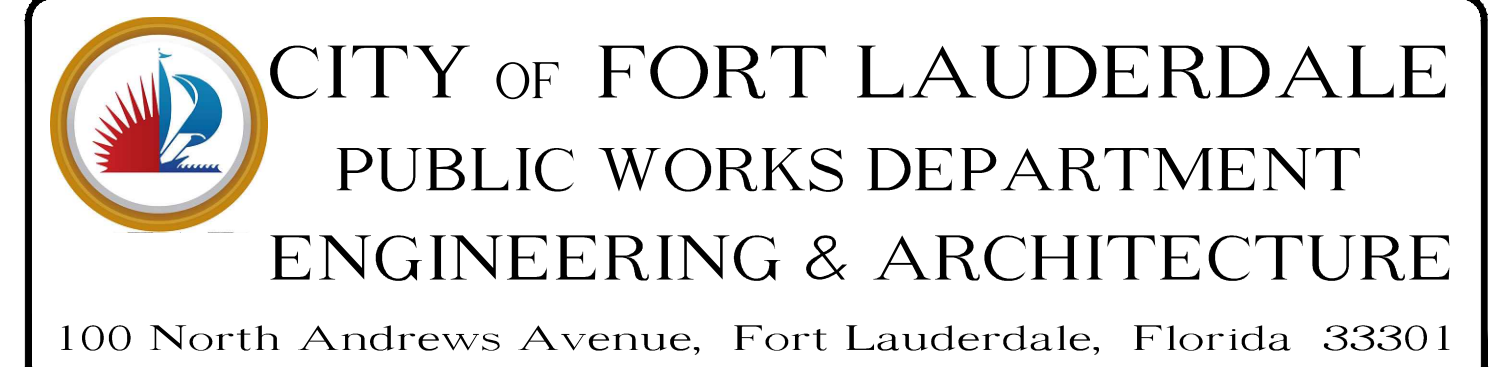 CITY OF FORT LAUDERDALE
PUBLIC WORKS DEPARTMENT
ENGINEERING & ARCHITECTURE
100 North Andrews Avenue, Fort Lauderdale, Florida 33301